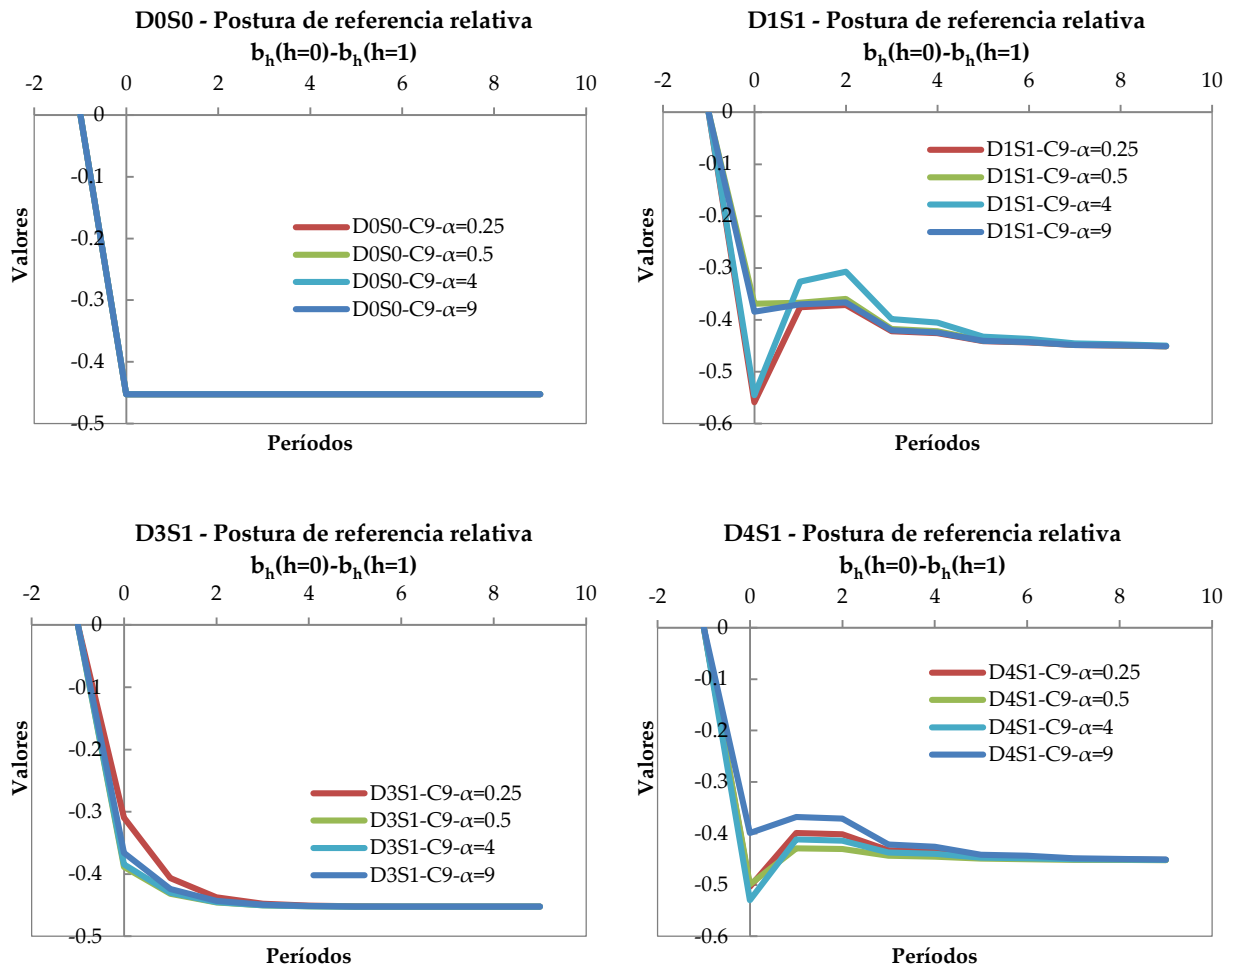 D0S0 - Postura de referencia relativa
b_h(h=0)-b_h(h=1)
-2 0 2 4 6 8 10
0
-0.1
-0.2
-0.3
-0.4
-0.5
Valores
D0S0-C9-α=0.25
D0S0-C9-α=0.5
D0S0-C9-α=4
D0S0-C9-α=9
Períodos
D1S1 - Postura de referencia relativa
b_h(h=0)-b_h(h=1)
-2 0 2 4 6 8 10
0
-0.1
-0.2
-0.3
-0.4
-0.5
-0.6
Valores
D1S1-C9-α=0.25
D1S1-C9-α=0.5
D1S1-C9-α=4
D1S1-C9-α=9
Períodos
D3S1 - Postura de referencia relativa
b_h(h=0)-b_h(h=1)
-2 0 2 4 6 8 10
0
-0.1
-0.2
-0.3
-0.4
-0.5
Valores
D3S1-C9-α=0.25
D3S1-C9-α=0.5
D3S1-C9-α=4
D3S1-C9-α=9
Períodos
D4S1 - Postura de referencia relativa
b_h(h=0)-b_h(h=1)
-2 0 2 4 6 8 10
0
-0.1
-0.2
-0.3
-0.4
-0.5
-0.6
Valores
D4S1-C9-α=0.25
D4S1-C9-α=0.5
D4S1-C9-α=4
D4S1-C9-α=9
Períodos